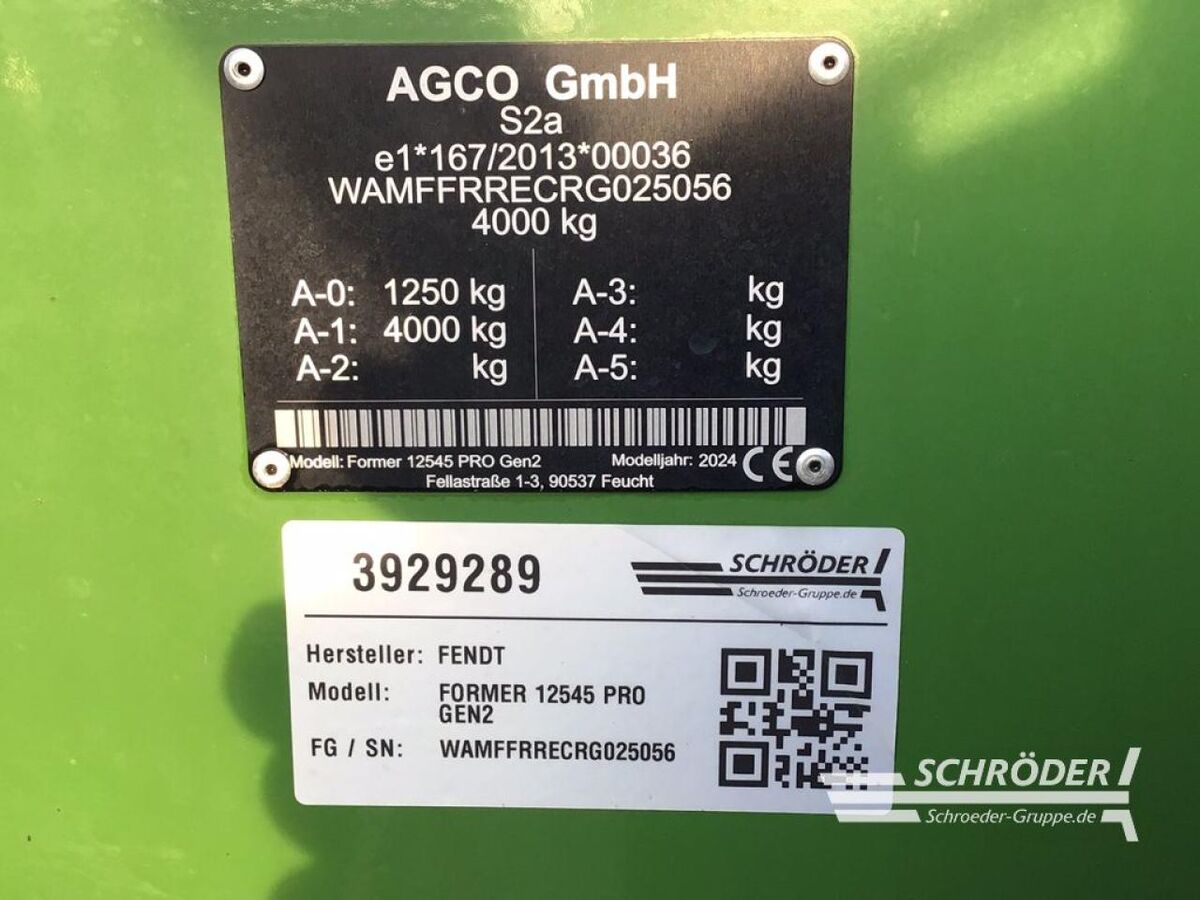 AGCO GmbH
S2a
e1*167/2013*00036
WAMFFRRECRG025056
4000 kg
A-0: 1250 kg
A-1: 4000 kg
A-2: kg
A-3: kg
A-4: kg
A-5: kg
Modell: Former 12545 PRO Gen2 Modelljahr: 2024 CE
Fellastraße 1-3, 90537 Feucht
3929289
SCHRÖDER
Schroeder-Gruppe.de
Hersteller: FENDT
Modell: FORMER 12545 PRO
GEN2
FG / SN: WAMFFRRECRG025056
SCHRÖDER
Schroeder-Gruppe.de